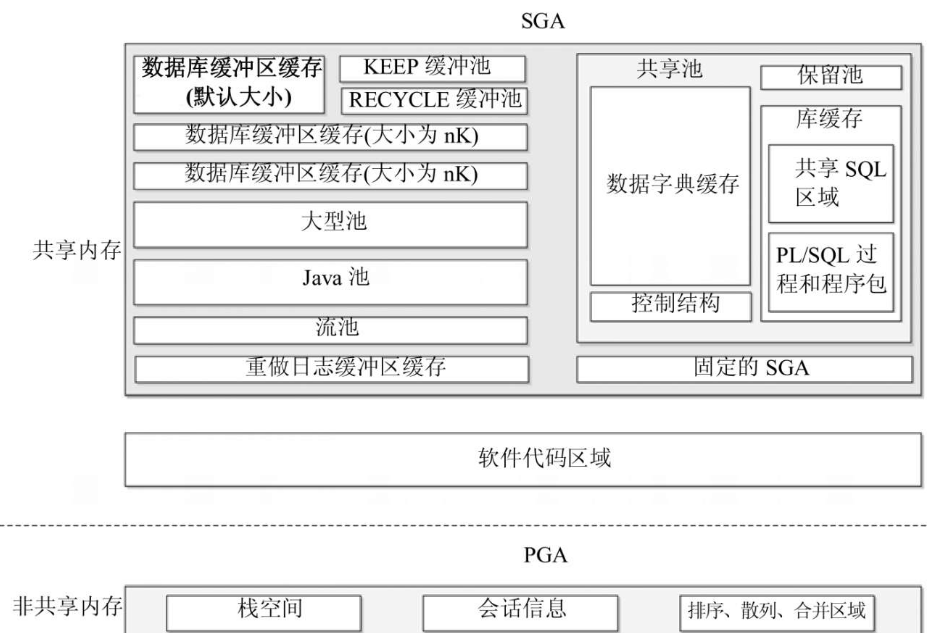 SGA
数据库缓冲区缓存
(默认大小)
KEEP 缓冲池
RECYCLE 缓冲池
数据库缓冲区缓存(大小为 nK)
数据库缓冲区缓存(大小为 nK)
大型池
Java 池
流池
重做日志缓冲区缓存
共享池
保留池
数据字典缓存
库缓存
共享 SQL
区域
PL/SQL 过
程和程序包
控制结构
固定的 SGA
共享内存
软件代码区域
PGA
非共享内存
栈空间
会话信息
排序、散列、合并区域